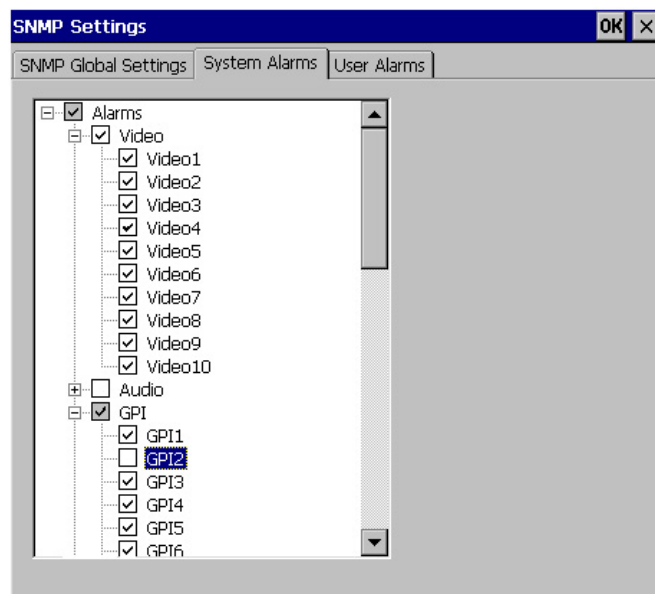 SNMP Settings OK ×
SNMP Global Settings System Alarms User Alarms
Alarms
Video
Video1
Video2
Video3
Video4
Video5
Video6
Video7
Video8
Video9
Video10
Audio
GPI
GPI1
GPI2
GPI3
GPI4
GPI5
GPI6